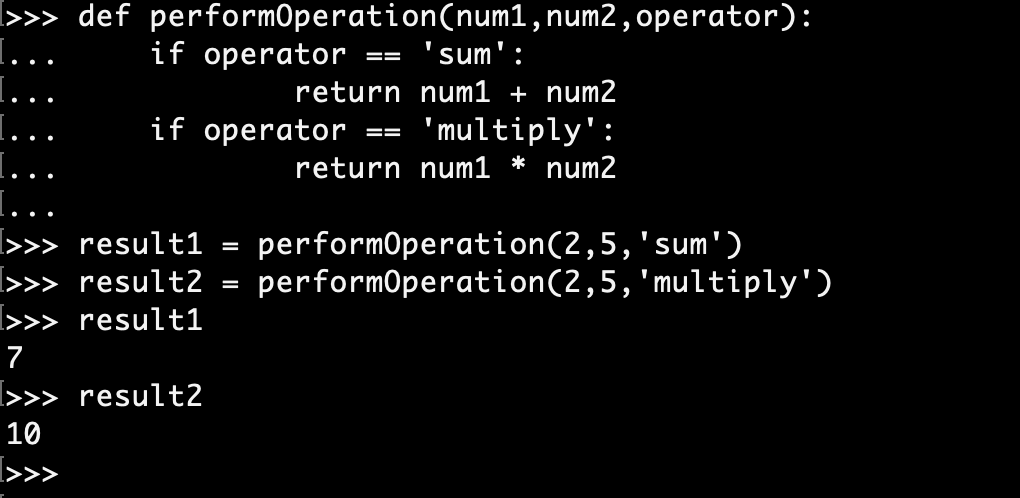 >>> def performOperation(num1,num2,operator):
...     if operator == 'sum':
...             return num1 + num2
...     if operator == 'multiply':
...             return num1 * num2
...
>>> result1 = performOperation(2,5,'sum')
>>> result2 = performOperation(2,5,'multiply')
>>> result1
7
>>> result2
10
>>>